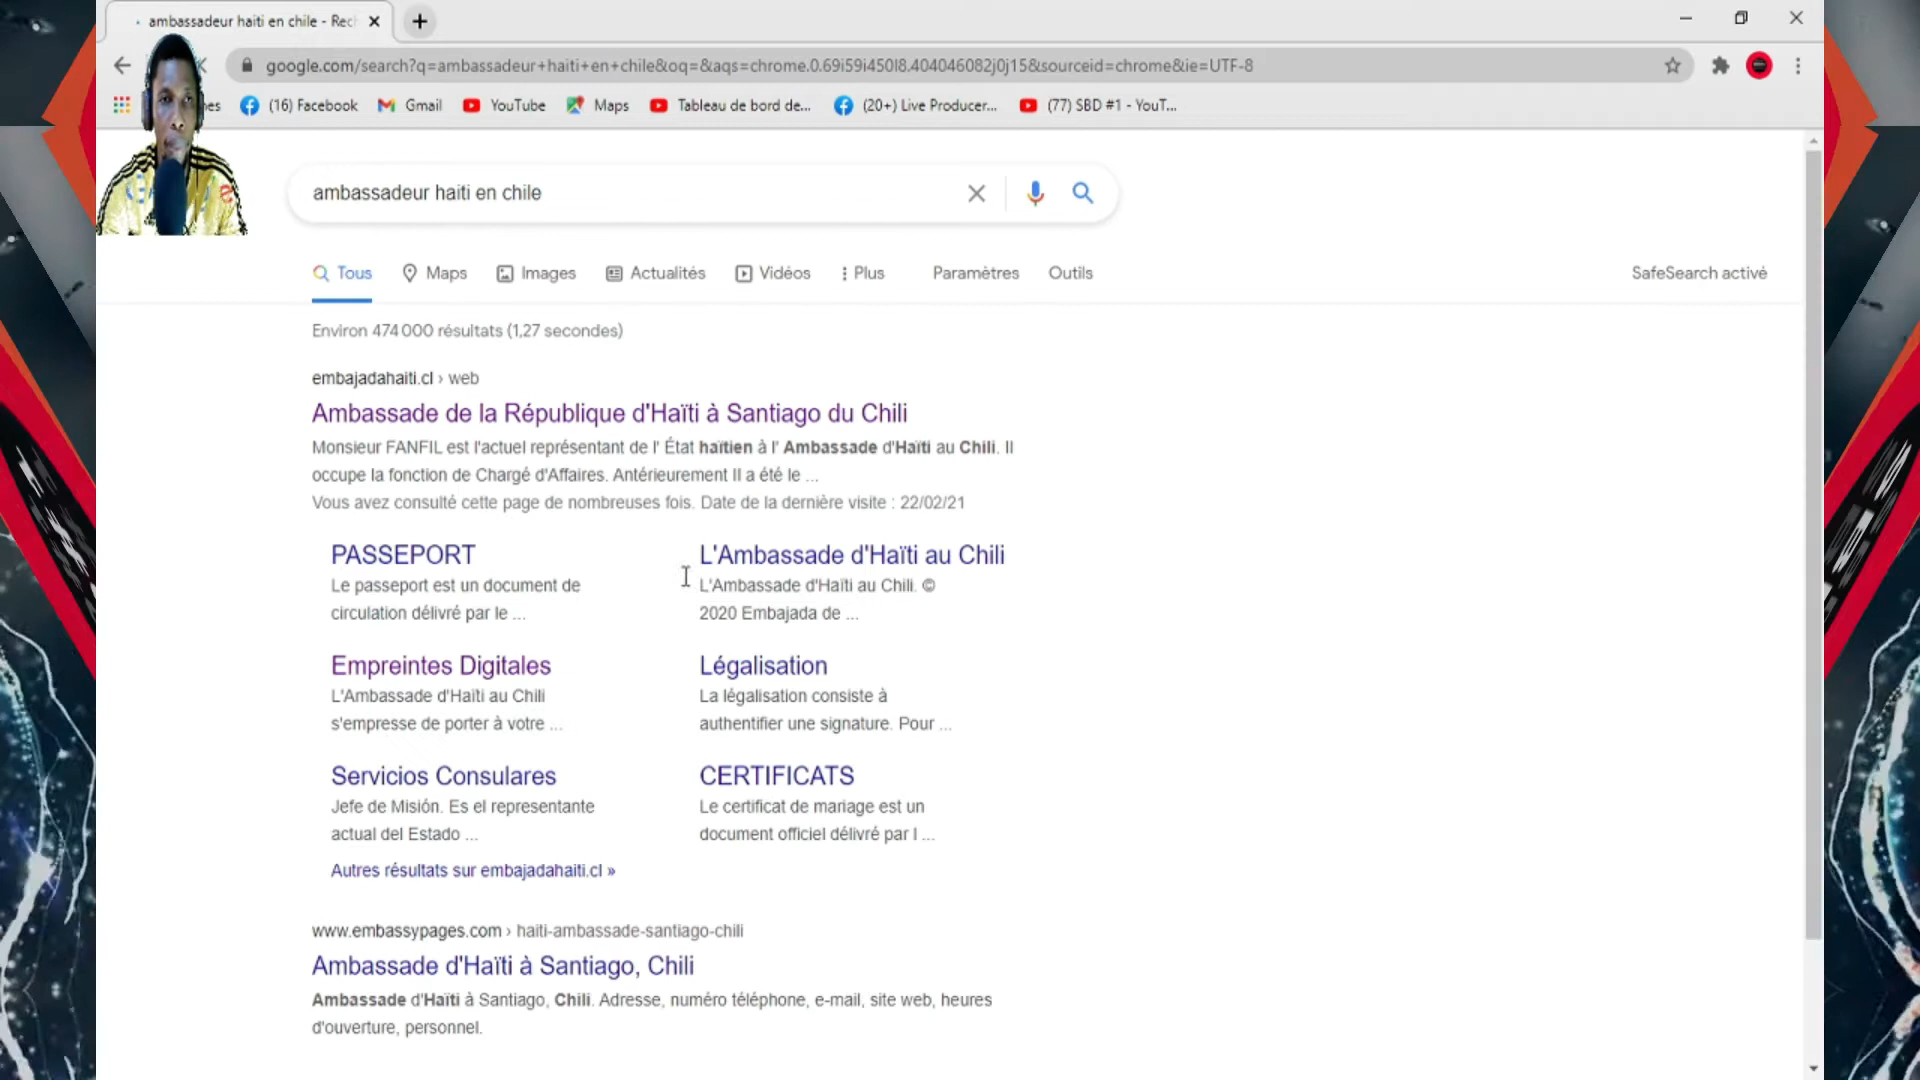 ambassadeur haiti en chile - Rech
google.com/search?q=ambassadeur+haiti+en+chile&oq=&aqs=chrome.0.69i59i450l8.404046082j0j15&sourceid=chrome&ie=UTF-8
(16) Facebook Gmail YouTube Maps Tableau de bord de... (20+) Live Producer... (77) SBD #1 - YouT...
ambassadeur haiti en chile
Tous Maps Images Actualités Vidéos Plus Paramètres Outils SafeSearch activé
Environ 474 000 résultats (1,27 secondes)
embajadahaiti.cl › web
Ambassade de la République d'Haïti à Santiago du Chili
Monsieur FANFIL est l'actuel représentant de l' État haïtien à l' Ambassade d'Haïti au Chili. Il
occupe la fonction de Chargé d'Affaires. Antérieurement Il a été le ...
Vous avez consulté cette page de nombreuses fois. Date de la dernière visite : 22/02/21
PASSEPORT
Le passeport est un document de
circulation délivré par le ...
L'Ambassade d'Haïti au Chili
L'Ambassade d'Haïti au Chili. ©
2020 Embajada de ...
Empreintes Digitales
L'Ambassade d'Haïti au Chili
s'empresse de porter à votre ...
Légalisation
La légalisation consiste à
authentifier une signature. Pour ...
Servicios Consulares
Jefe de Misión. Es el representante
actual del Estado ...
CERTIFICATS
Le certificat de mariage est un
document officiel délivré par l ...
Autres résultats sur embajadahaiti.cl »
www.embassypages.com › haiti-ambassade-santiago-chili
Ambassade d'Haïti à Santiago, Chili
Ambassade d'Haïti à Santiago, Chili. Adresse, numéro téléphone, e-mail, site web, heures
d'ouverture, personnel.